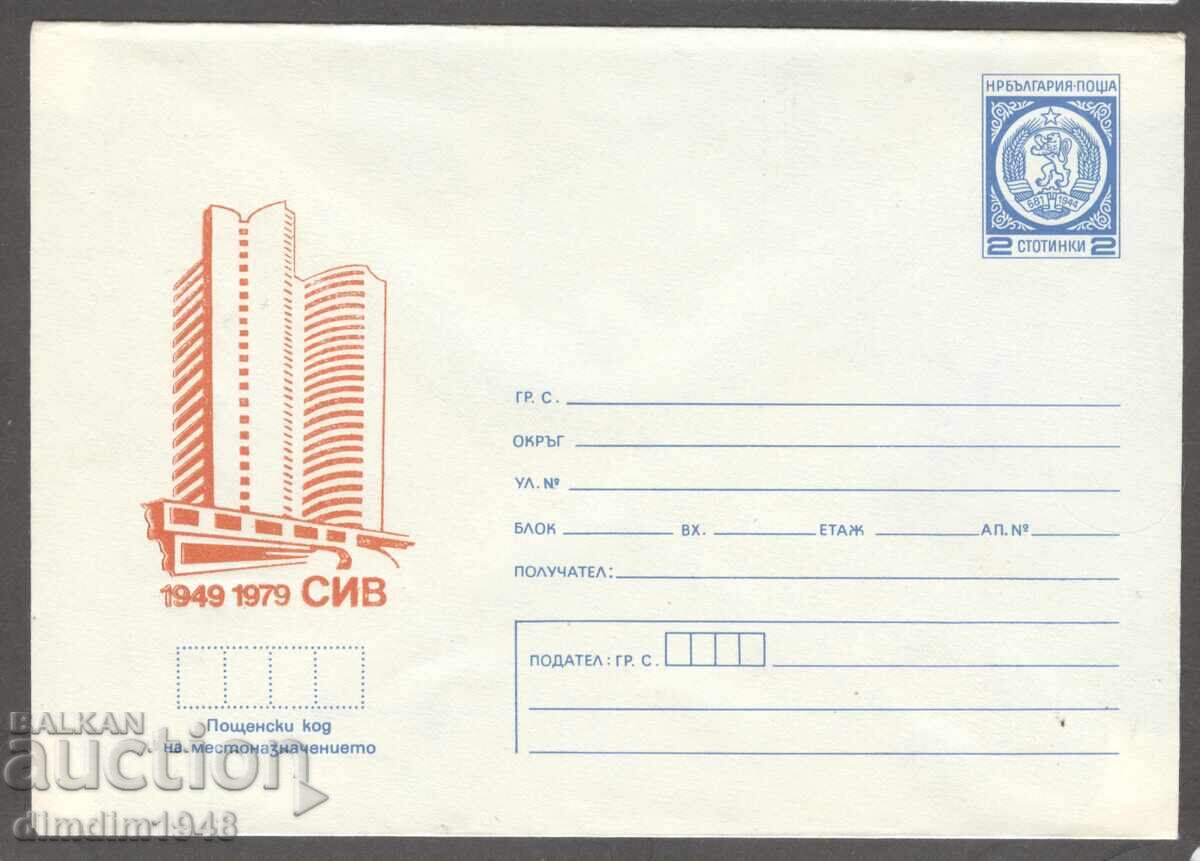 НРБЪЛГАРИЯ·ПОЩА
681 1944
2 СТОТИНКИ 2
1949 1979 СИВ
ГР. С.
ОКРЪГ
УЛ.№
БЛОК ВХ. ЕТАЖ АП.№
ПОЛУЧАТЕЛ:
ПОДАТЕЛ: ГР. С.
Пощенски код
на местоназначението
BALKAN
auction
dimdim1948